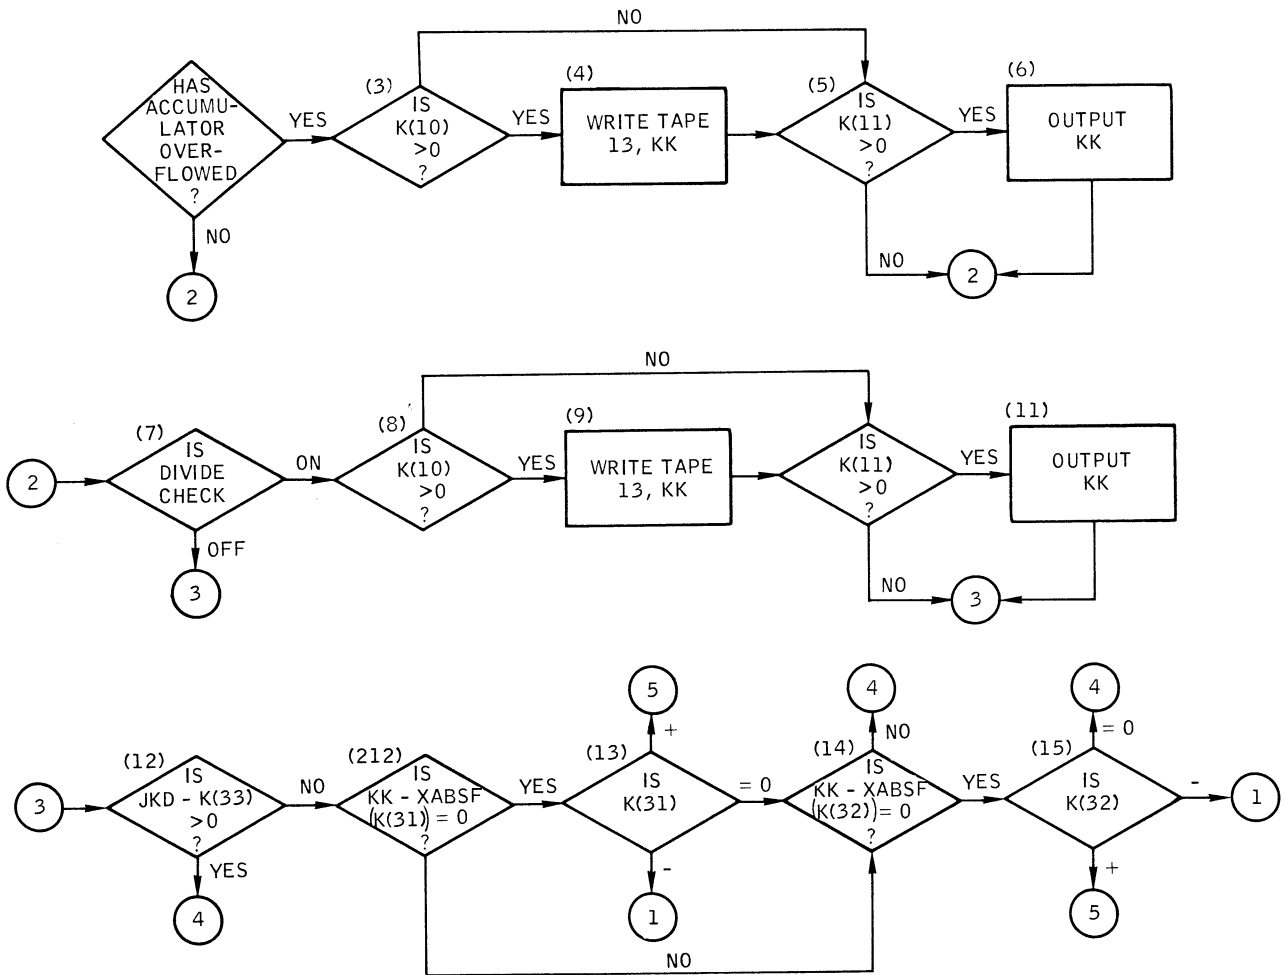 NO
HAS
ACCUMU-
LATOR
OVER-
FLOWED
?
YES
NO
2
(3)
IS
K(10)
>0
?
YES
(4)
WRITE TAPE
13, KK
(5)
IS
K(11)
>0
?
YES
NO
(6)
OUTPUT
KK
2
NO
2
(7)
IS
DIVIDE
CHECK
ON
OFF
3
(8)
IS
K(10)
>0
?
YES
(9)
WRITE TAPE
13, KK
IS
K(11)
>0
?
YES
NO
(11)
OUTPUT
KK
3
3
(12)
IS
JKD - K(33)
>0
?
NO
YES
4
(212)
IS
KK - XABSF
(K(31)) = 0
?
YES
NO
5
+
(13)
IS
K(31)
= 0
-
1
4
NO
(14)
IS
KK - XABSF
(K(32)) = 0
?
YES
4
= 0
(15)
IS
K(32)
-
1
+
5